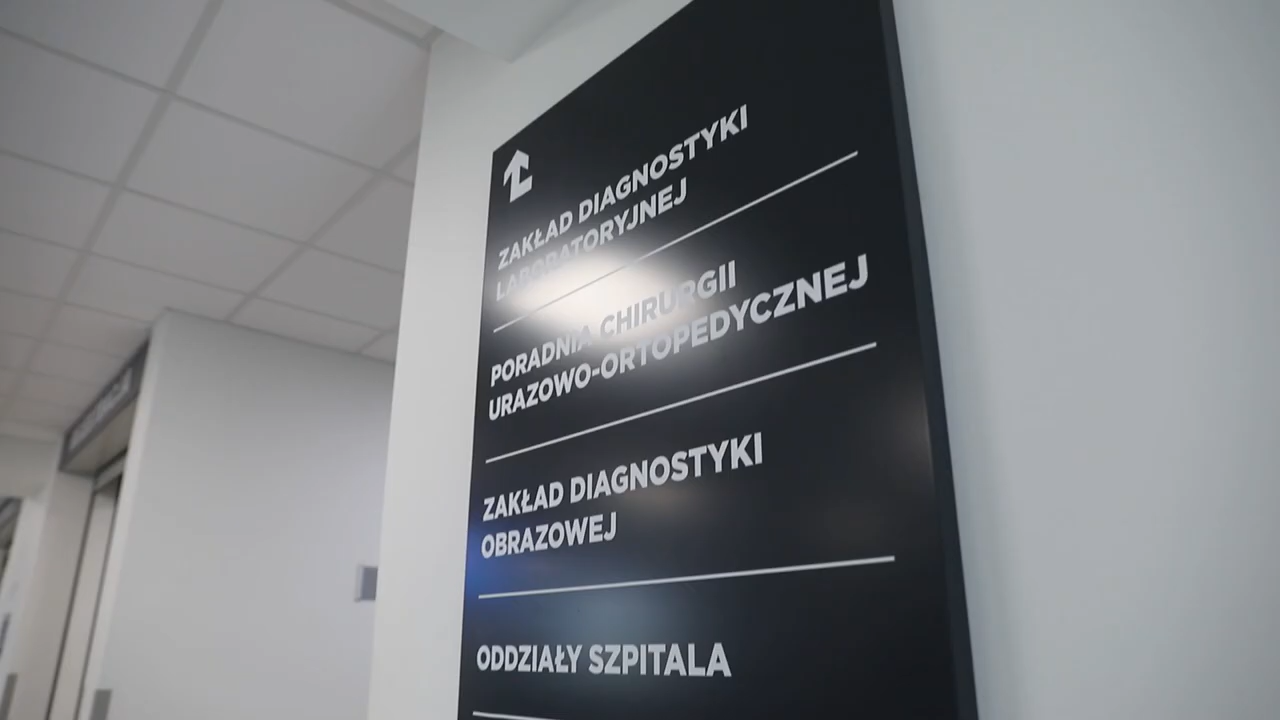 ZAKŁAD DIAGNOSTYKI
LABORATORYJNEJ
PORADNIA CHIRURGII
URAZOWO-ORTOPEDYCZNEJ
ZAKŁAD DIAGNOSTYKI
OBRAZOWEJ
ODDZIAŁY SZPITALA